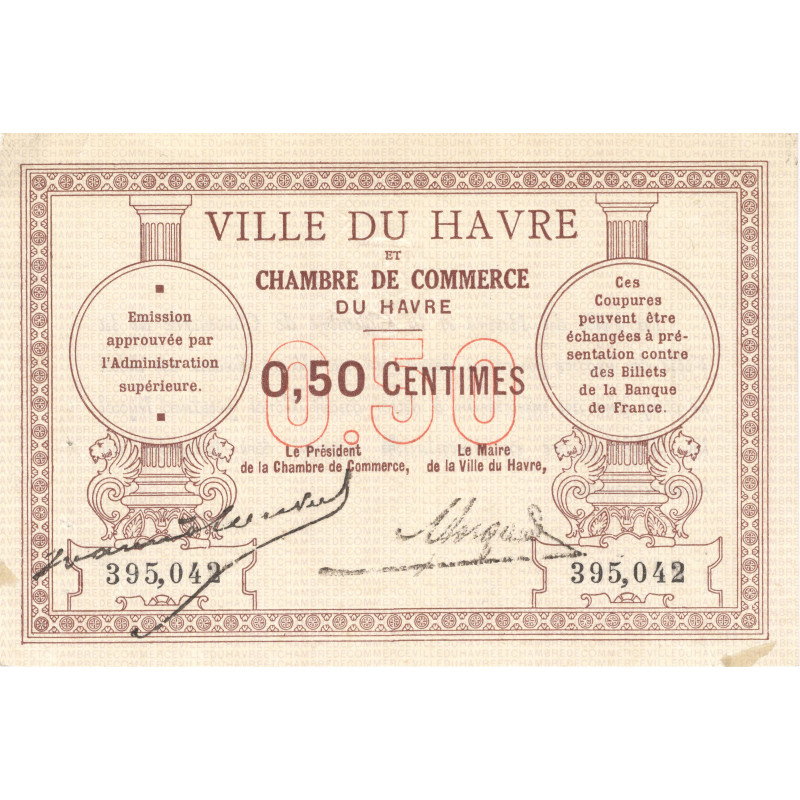 VILLE DU HAVRE
ET
CHAMBRE DE COMMERCE
DU HAVRE
Emission
approuvée par
l'Administration
supérieure.
Ces
Coupures
peuvent être
échangées à pré-
sentation contre
des Billets
de la Banque
de France.
0.50
0,50 CENTIMES
Le Président
de la Chambre de Commerce,
Le Maire
de la Ville du Havre,
395,042
395,042